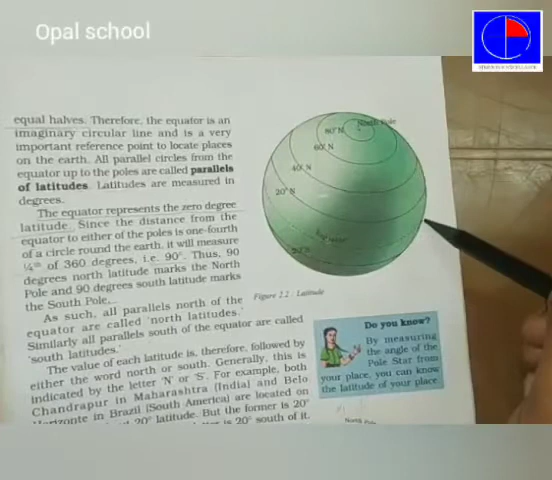 Opal school
equal halves. Therefore, the equator is an
imaginary circular line and is a very
important reference point to locate places
on the earth. All parallel circles from the
equator up to the poles are called parallels
of latitudes. Latitudes are measured in
degrees.
The equator represents the zero degree
latitude. Since the distance from the
equator to either of the poles is one-fourth
of a circle round the earth, it will measure
¼th of 360 degrees, i.e. 90°. Thus, 90
degrees north latitude marks the North
Pole and 90 degrees south latitude marks
the South Pole.
As such, all parallels north of the
equator are called 'north latitudes.'
Similarly all parallels south of the equator are called
'south latitudes.'
The value of each latitude is, therefore, followed by
either the word north or south. Generally, this is
indicated by the letter 'N' or 'S'. For example, both
Chandrapur in Maharashtra (India) and Belo
Horizonte in Brazil (South America) are located on
20° latitude. But the former is 20°
is 20° south of it.
North Pole
80° N
60° N
40° N
20° N
Equator
20° S
Figure 2.2 : Latitude
Do you know?
By measuring
the angle of the
Pole Star from
your place, you can know
the latitude of your place.
North Pole